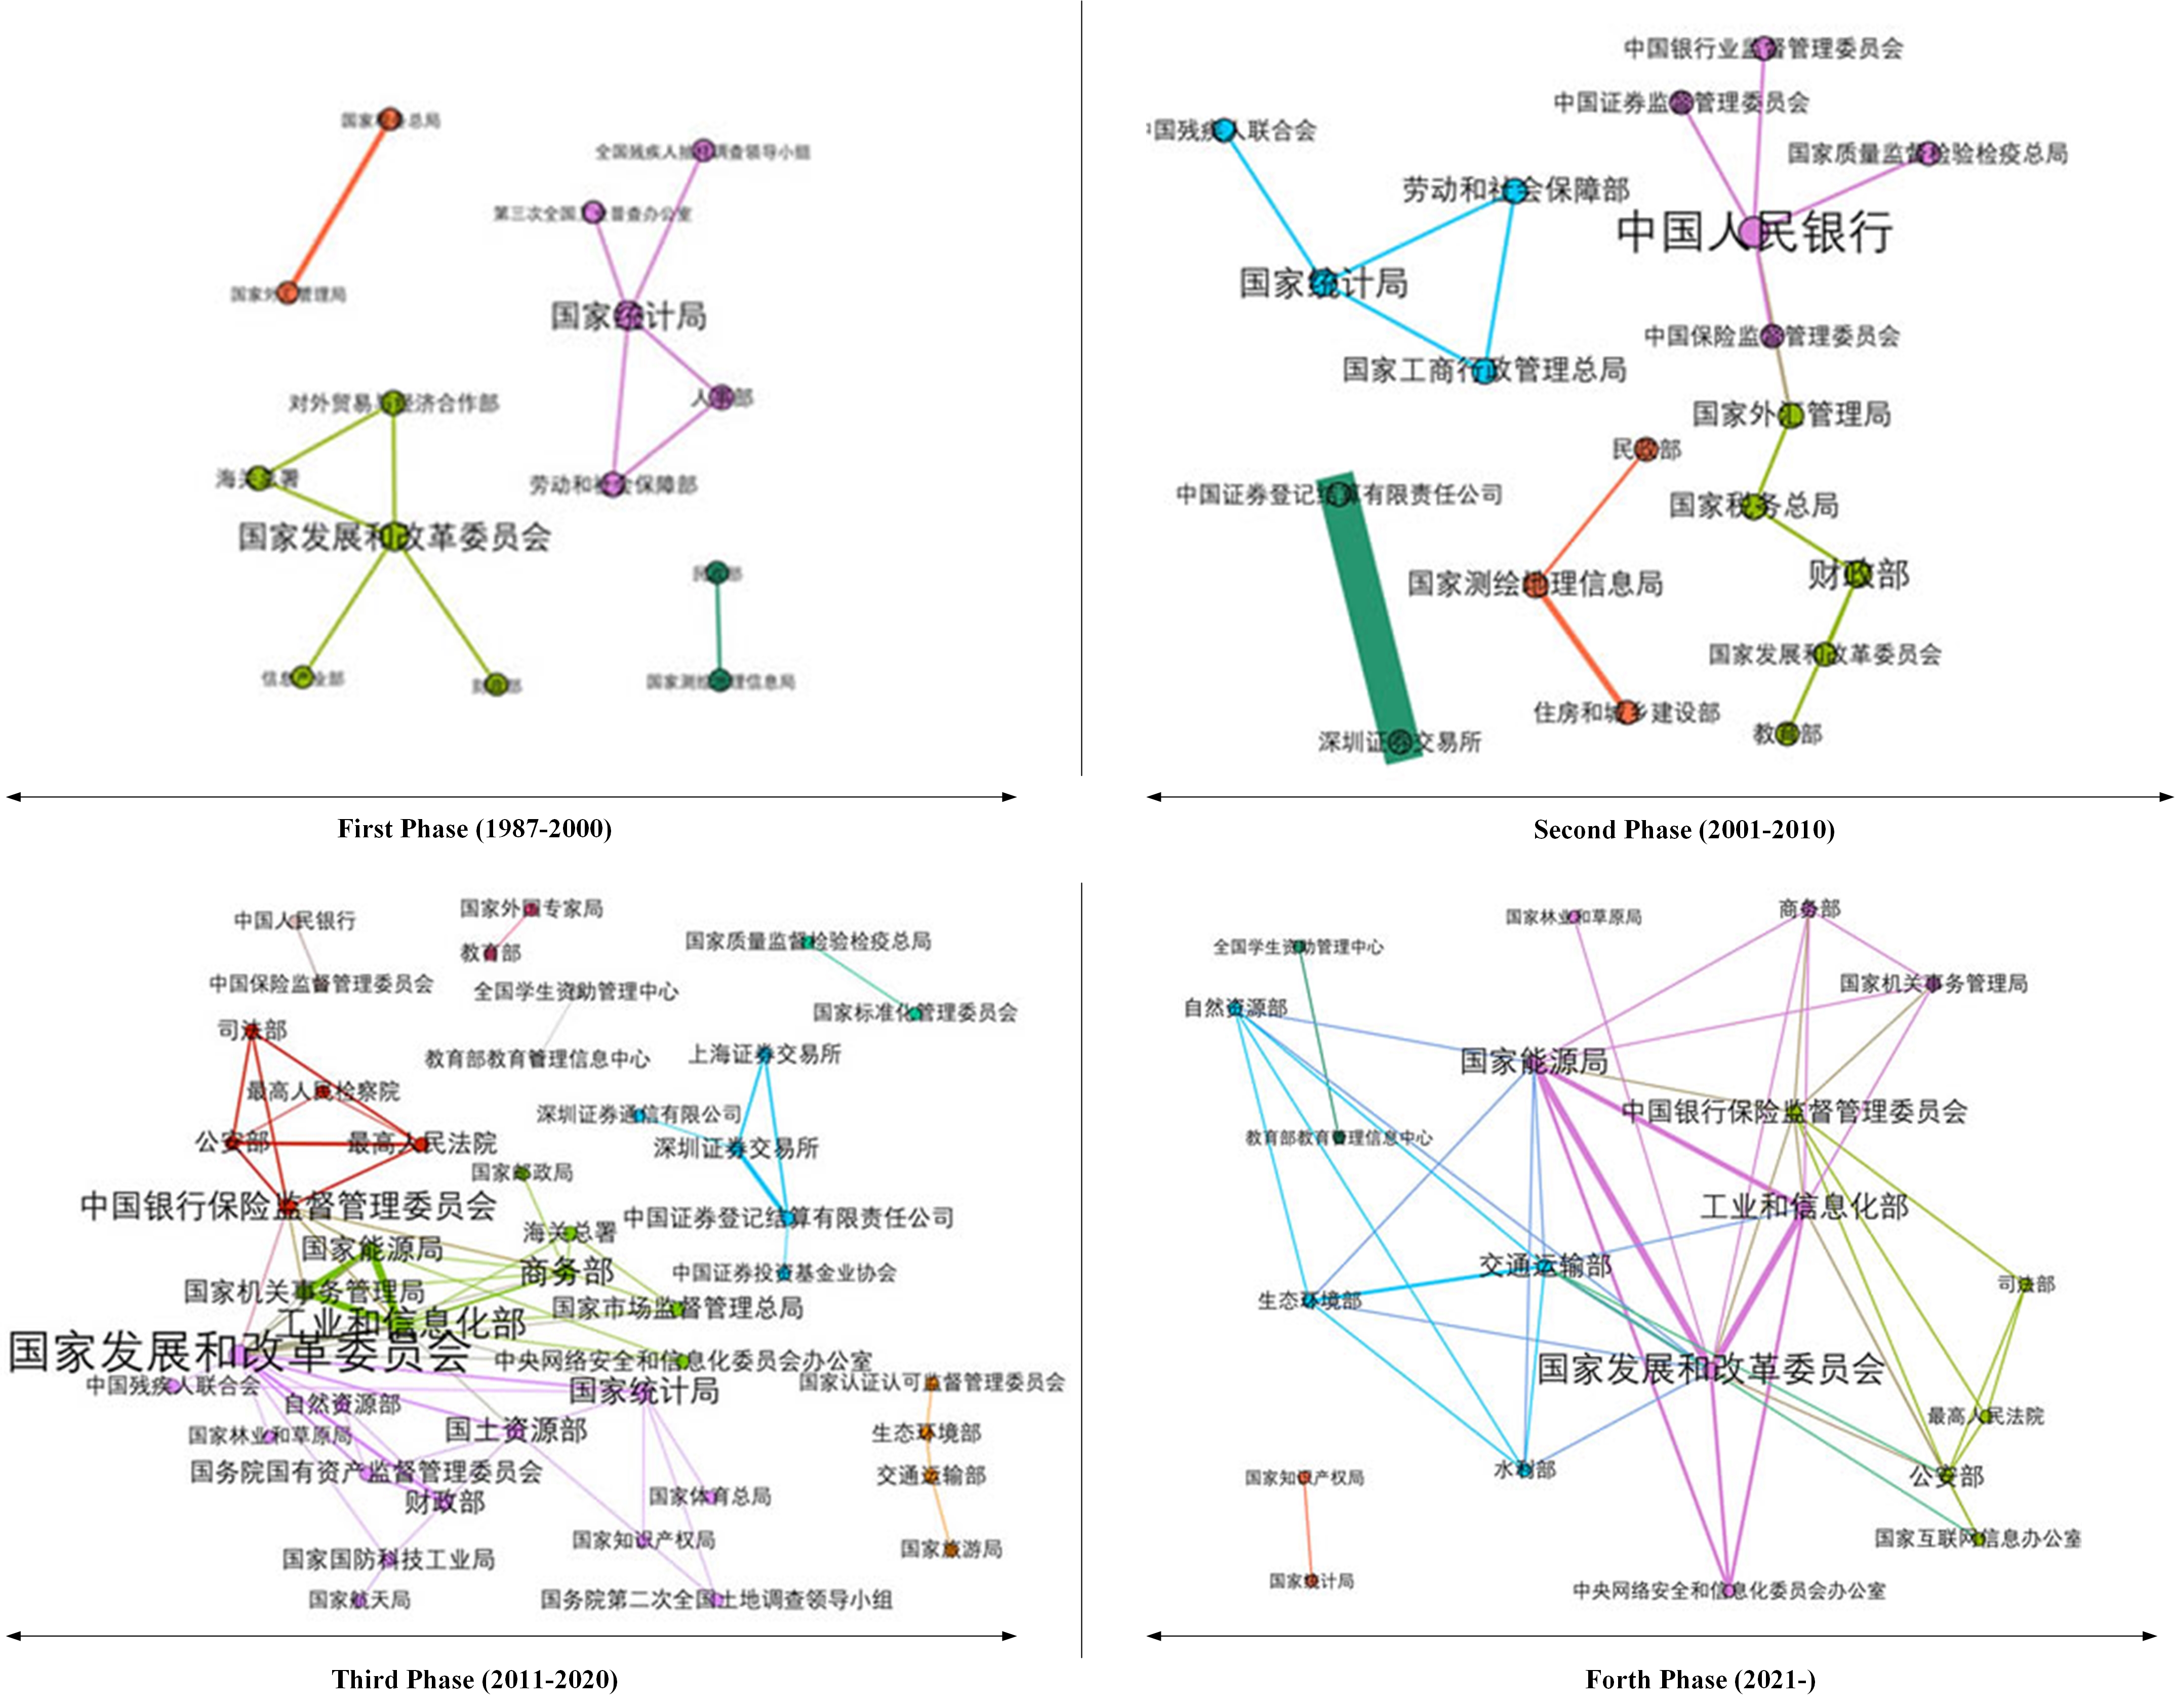 国家税务总局
全国残疾人抽样调查领导小组
第三次全国工业普查办公室
国家外汇管理局
国家统计局
对外贸易与经济合作部
人事部
海关总署
劳动和社会保障部
国家发展和改革委员会
民政部
信息产业部
财政部
国家测绘地理信息局
First Phase (1987-2000)
中国银行业监督管理委员会
中国证券监督管理委员会
中国残疾人联合会
国家质量监督检验检疫总局
劳动和社会保障部
中国人民银行
国家统计局
中国保险监督管理委员会
国家工商行政管理总局
国家外汇管理局
民政部
中国证券登记结算有限责任公司
国家税务总局
国家测绘地理信息局
财政部
国家发展和改革委员会
住房和城乡建设部
教育部
深圳证券交易所
Second Phase (2001-2010)
中国人民银行
国家外国专家局
国家质量监督检验检疫总局
教育部
中国保险监督管理委员会
全国学生资助管理中心
国家标准化管理委员会
司法部
教育部教育管理信息中心
上海证券交易所
最高人民检察院
深圳证券通信有限公司
公安部
最高人民法院
深圳证券交易所
国家邮政局
中国银行保险监督管理委员会
中国证券登记结算有限责任公司
海关总署
国家能源局
商务部
中国证券投资基金业协会
国家机关事务管理局
国家市场监督管理总局
工业和信息化部
国家发展和改革委员会
中央网络安全和信息化委员会办公室
中国残疾人联合会
国家统计局
国家认证认可监督管理委员会
自然资源部
国土资源部
生态环境部
国家林业和草原局
国务院国有资产监督管理委员会
交通运输部
财政部
国家体育总局
国家知识产权局
国家旅游局
国家国防科技工业局
国家航天局
国务院第二次全国土地调查领导小组
Third Phase (2011-2020)
国家林业和草原局
商务部
全国学生资助管理中心
国家机关事务管理局
自然资源部
国家能源局
中国银行保险监督管理委员会
教育部教育管理信息中心
工业和信息化部
交通运输部
司法部
生态环境部
国家发展和改革委员会
最高人民法院
水利部
公安部
国家知识产权局
国家互联网信息办公室
国家统计局
中央网络安全和信息化委员会办公室
Forth Phase (2021-)